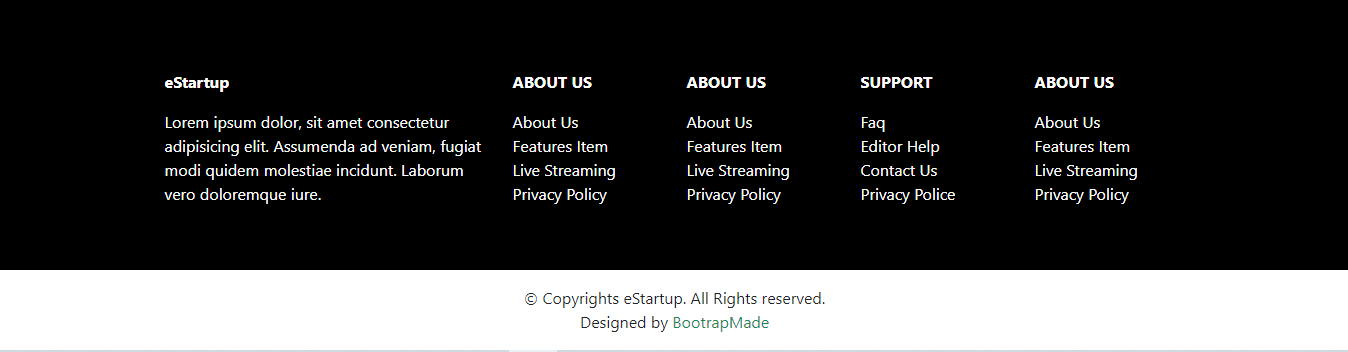 eStartup
Lorem ipsum dolor, sit amet consectetur
adipisicing elit. Assumenda ad veniam, fugiat
modi quidem molestiae incidunt. Laborum
vero doloremque iure.
ABOUT US
About Us
Features Item
Live Streaming
Privacy Policy
ABOUT US
About Us
Features Item
Live Streaming
Privacy Policy
SUPPORT
Faq
Editor Help
Contact Us
Privacy Police
ABOUT US
About Us
Features Item
Live Streaming
Privacy Policy
© Copyrights eStartup. All Rights reserved.
Designed by BootrapMade